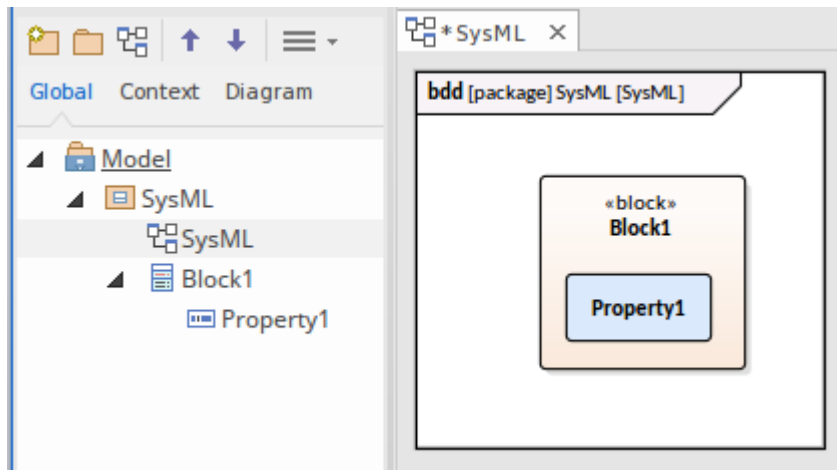 Global Context Diagram
Model
SysML
SysML
Block1
Property1
*SysML
bdd [package] SysML [SysML]
«block»
Block1
Property1